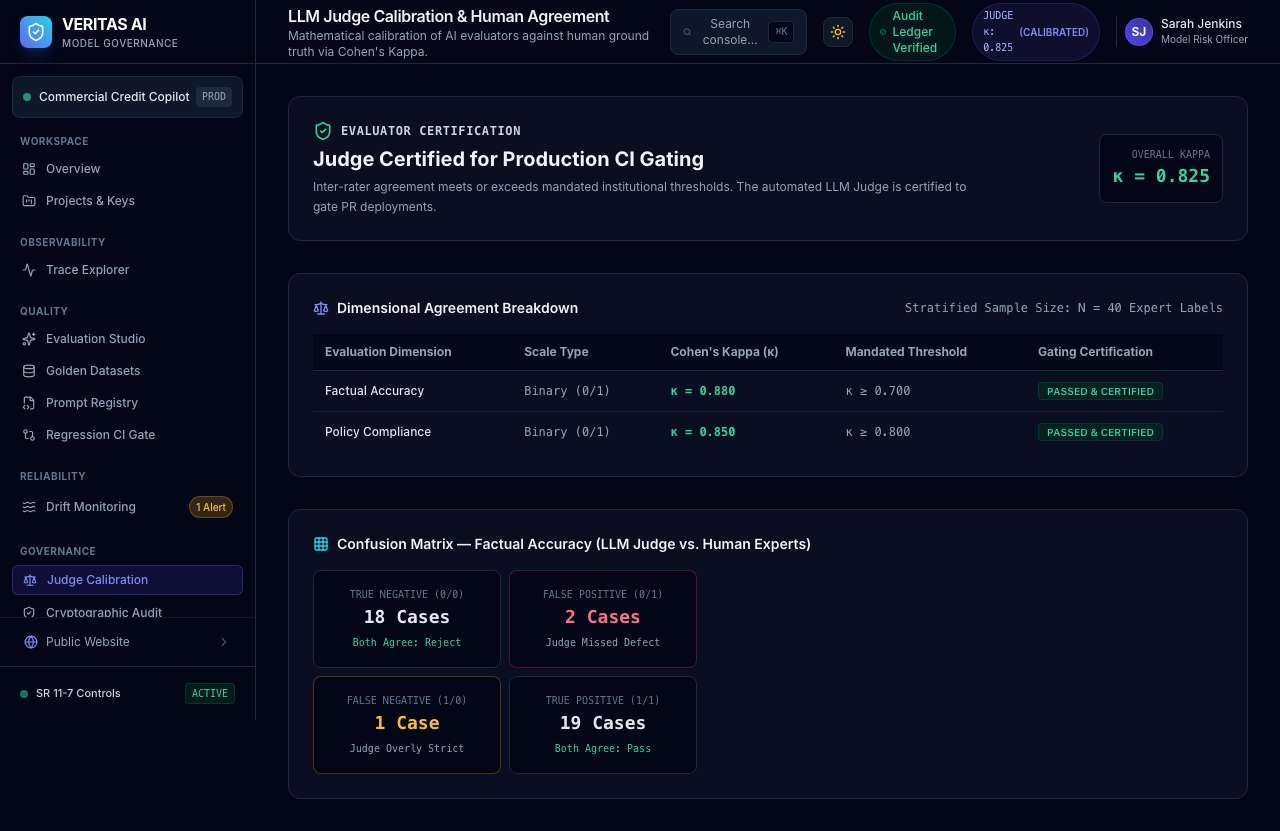 VERITAS AI
MODEL GOVERNANCE
Commercial Credit Copilot PROD
WORKSPACE
Overview
Projects & Keys
OBSERVABILITY
Trace Explorer
QUALITY
Evaluation Studio
Golden Datasets
Prompt Registry
Regression CI Gate
RELIABILITY
Drift Monitoring 1 Alert
GOVERNANCE
Judge Calibration
Cryptographic Audit
Public Website
SR 11-7 Controls ACTIVE
LLM Judge Calibration & Human Agreement
Mathematical calibration of AI evaluators against human ground
truth via Cohen's Kappa.
Search
console... ⌘K
Audit
Ledger
Verified
JUDGE
κ:
0.825
(CALIBRATED)
SJ
Sarah Jenkins
Model Risk Officer
EVALUATOR CERTIFICATION
Judge Certified for Production CI Gating
Inter-rater agreement meets or exceeds mandated institutional thresholds. The automated LLM Judge is certified to
gate PR deployments.
OVERALL KAPPA
κ = 0.825
Dimensional Agreement Breakdown
Stratified Sample Size: N = 40 Expert Labels
Evaluation Dimension Scale Type Cohen's Kappa (κ) Mandated Threshold Gating Certification
Factual Accuracy Binary (0/1) κ = 0.880 κ ≥ 0.700 PASSED & CERTIFIED
Policy Compliance Binary (0/1) κ = 0.850 κ ≥ 0.800 PASSED & CERTIFIED
Confusion Matrix — Factual Accuracy (LLM Judge vs. Human Experts)
TRUE NEGATIVE (0/0)
18 Cases
Both Agree: Reject
FALSE POSITIVE (0/1)
2 Cases
Judge Missed Defect
FALSE NEGATIVE (1/0)
1 Case
Judge Overly Strict
TRUE POSITIVE (1/1)
19 Cases
Both Agree: Pass